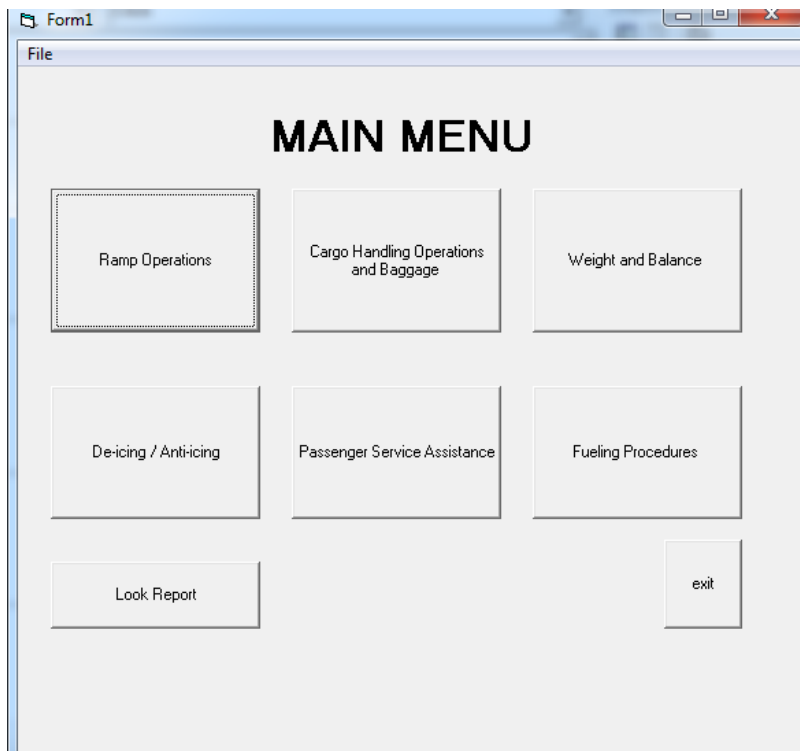 Form1
File
MAIN MENU
Ramp Operations
Cargo Handling Operations
and Baggage
Weight and Balance
De-icing / Anti-icing
Passenger Service Assistance
Fueling Procedures
Look Report
exit